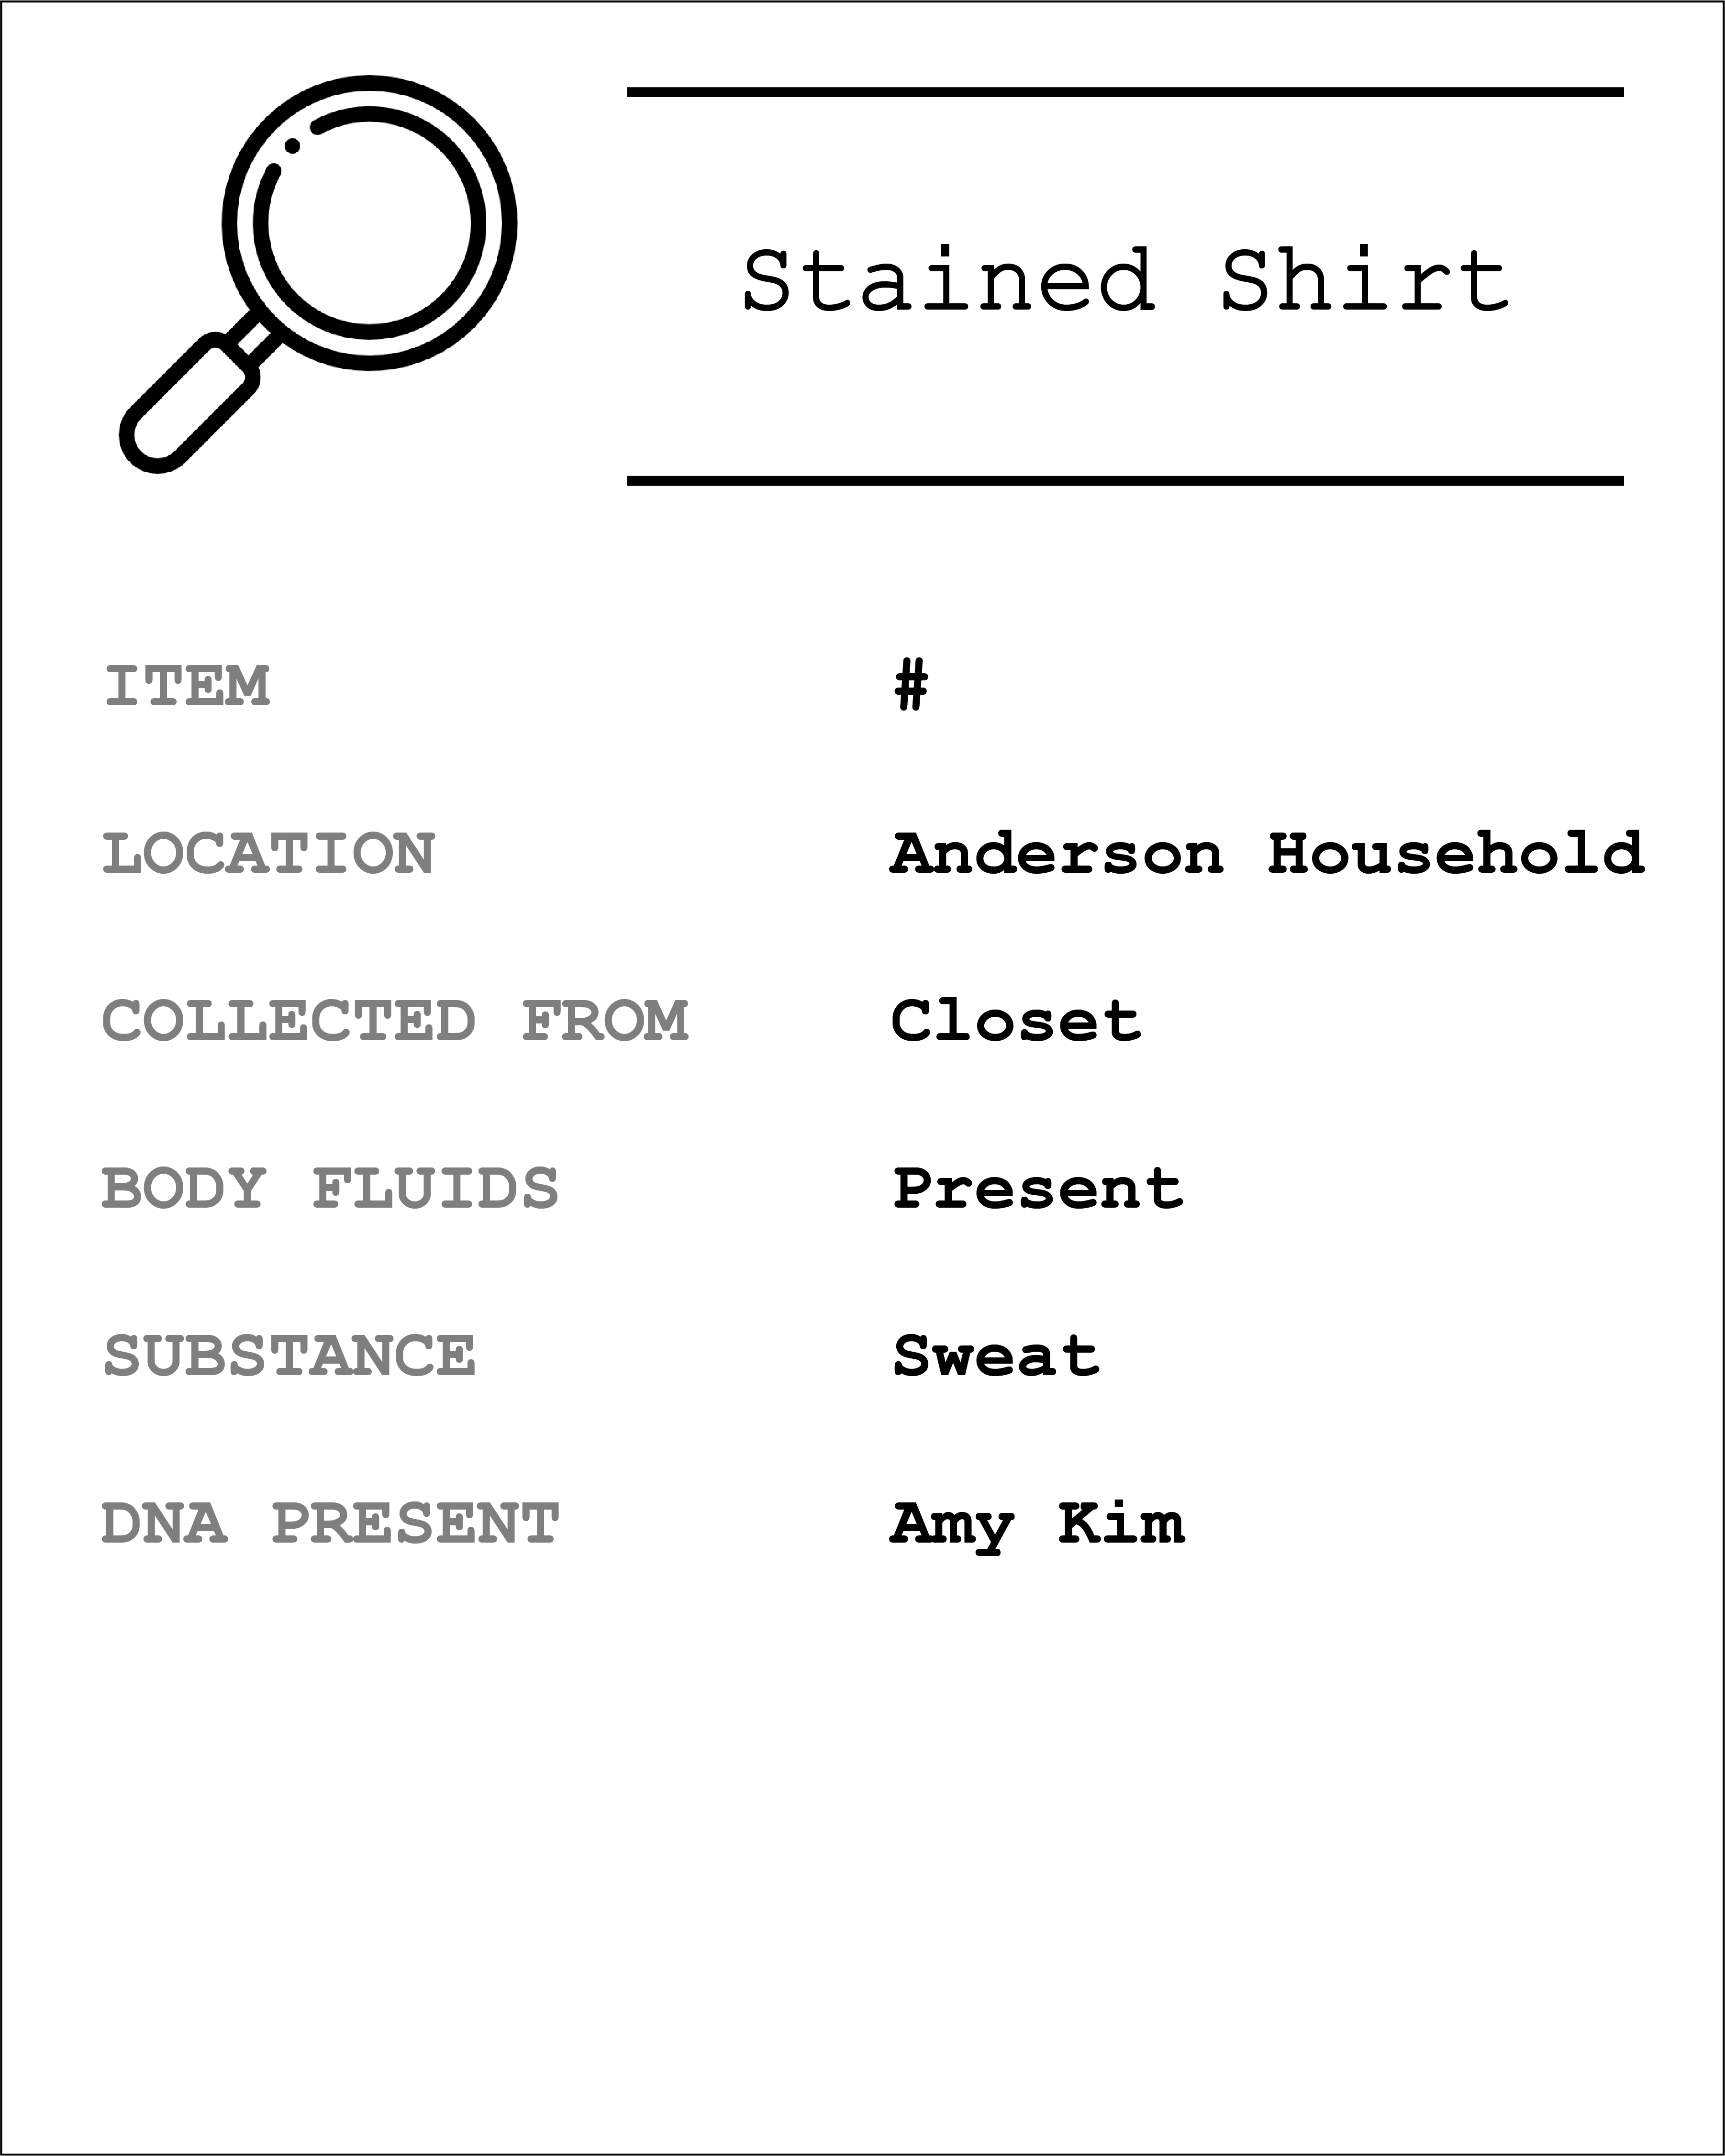 Stained Shirt
ITEM #
LOCATION Anderson Household
COLLECTED FROM Closet
BODY FLUIDS Present
SUBSTANCE Sweat
DNA PRESENT Amy Kim